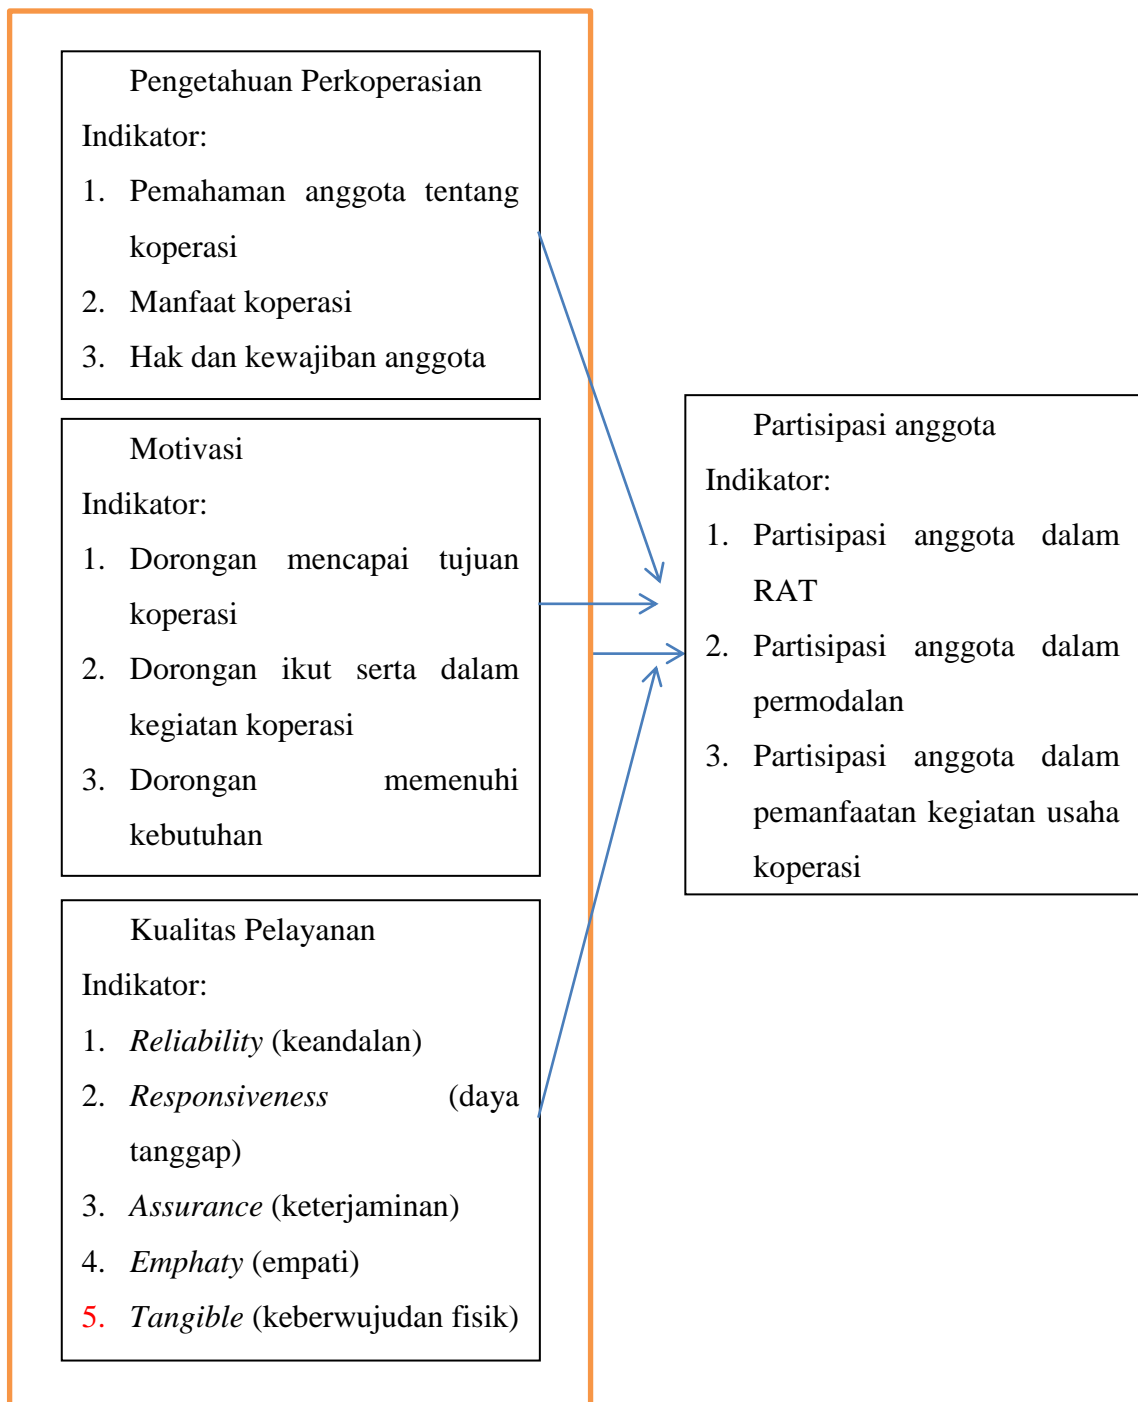 Pengetahuan Perkoperasian
Indikator:
1. Pemahaman anggota tentang
koperasi
2. Manfaat koperasi
3. Hak dan kewajiban anggota
Motivasi
Indikator:
1. Dorongan mencapai tujuan
koperasi
2. Dorongan ikut serta dalam
kegiatan koperasi
3. Dorongan memenuhi
kebutuhan
Kualitas Pelayanan
Indikator:
1. Reliability (keandalan)
2. Responsiveness (daya
tanggap)
3. Assurance (keterjaminan)
4. Emphaty (empati)
5. Tangible (keberwujudan fisik)
Partisipasi anggota
Indikator:
1. Partisipasi anggota dalam
RAT
2. Partisipasi anggota dalam
permodalan
3. Partisipasi anggota dalam
pemanfaatan kegiatan usaha
koperasi